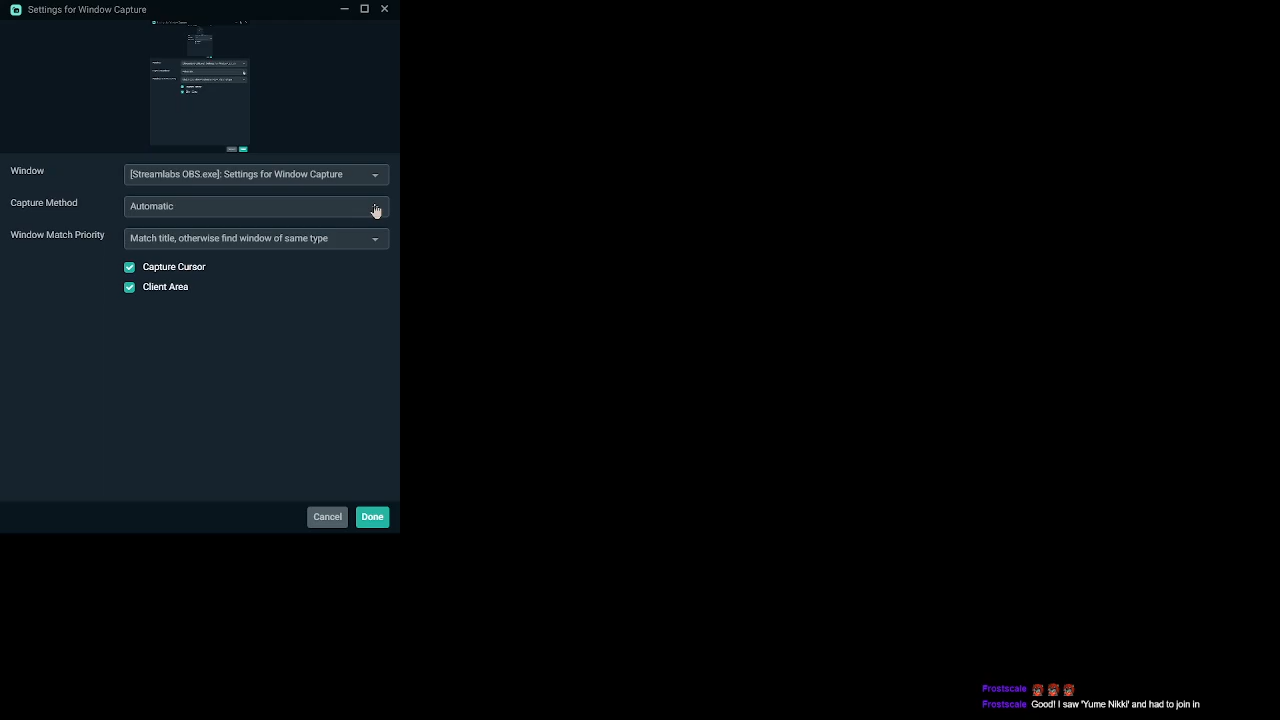 Settings for Window Capture
Window
[Streamlabs OBS.exe]: Settings for Window Capture
Capture Method
Automatic
Window Match Priority
Match title, otherwise find window of same type
Capture Cursor
Client Area
Cancel
Done
Frostscale
Frostscale Good! I saw 'Yume Nikki' and had to join in